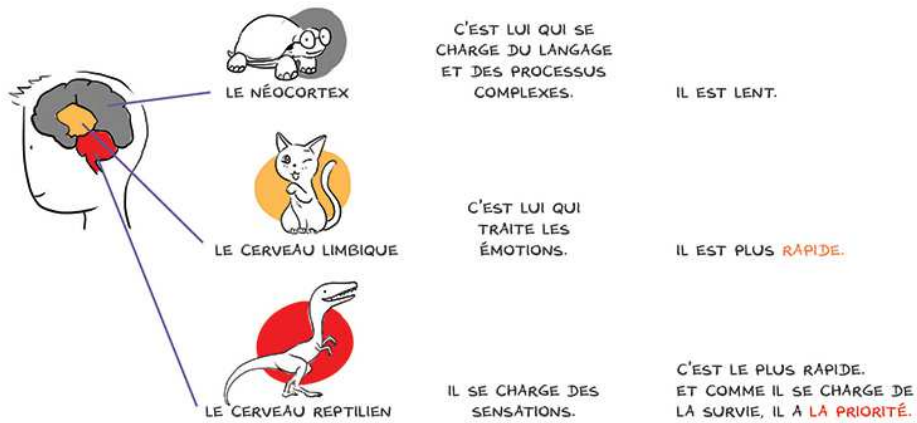 LE NÉOCORTEX
C'EST LUI QUI SE
CHARGE DU LANGAGE
ET DES PROCESSUS
COMPLEXES.
IL EST LENT.
LE CERVEAU LIMBIQUE
C'EST LUI QUI
TRAITE LES
ÉMOTIONS.
IL EST PLUS RAPIDE.
LE CERVEAU REPTILIEN
IL SE CHARGE DES
SENSATIONS.
C'EST LE PLUS RAPIDE.
ET COMME IL SE CHARGE DE
LA SURVIE, IL A LA PRIORITÉ.